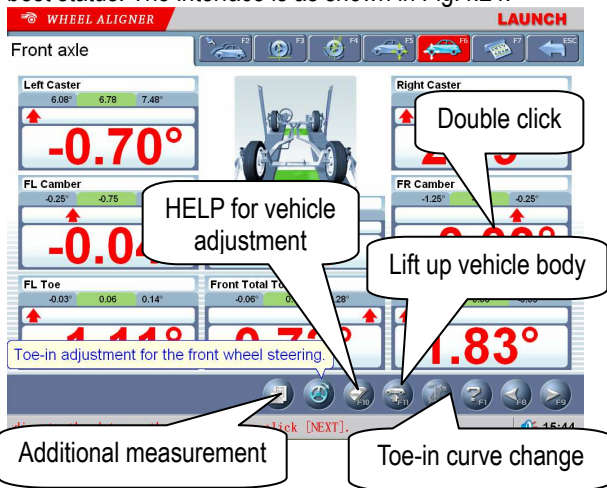 WHEEL ALIGNER
LAUNCH
Front axle
F2
F3
F4
F6
F7
ESC
Left Caster
6.08° 6.78 7.48°
-0.70°
Right Caster
Double click
FL Camber
-0.25° -0.75
FR Camber
-1.25° -0.25°
HELP for vehicle
adjustment
Lift up vehicle body
FL Toe
-0.03° 0.06 0.14°
Front Total
-0.06°
1.83°
Toe-in adjustment for the front wheel steering.
F10
F11
F1
F8
F9
[NEXT].
15:44
Additional measurement
Toe-in curve change